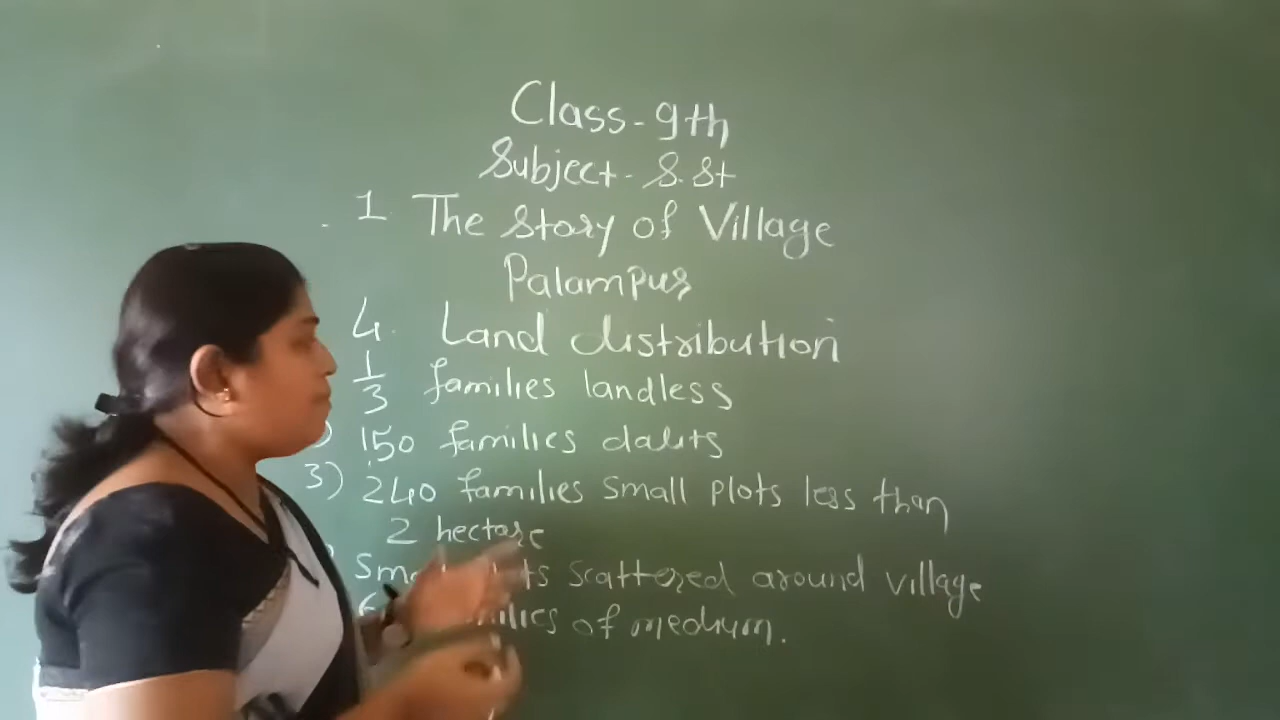 Class-9th
Subject-S.St
1 The Story of Village
Palampur
4. Land distribution
1/3 families landless
) 150 families dalits
3) 240 families small plots less than
2 hectare
scattered around village
of medium.